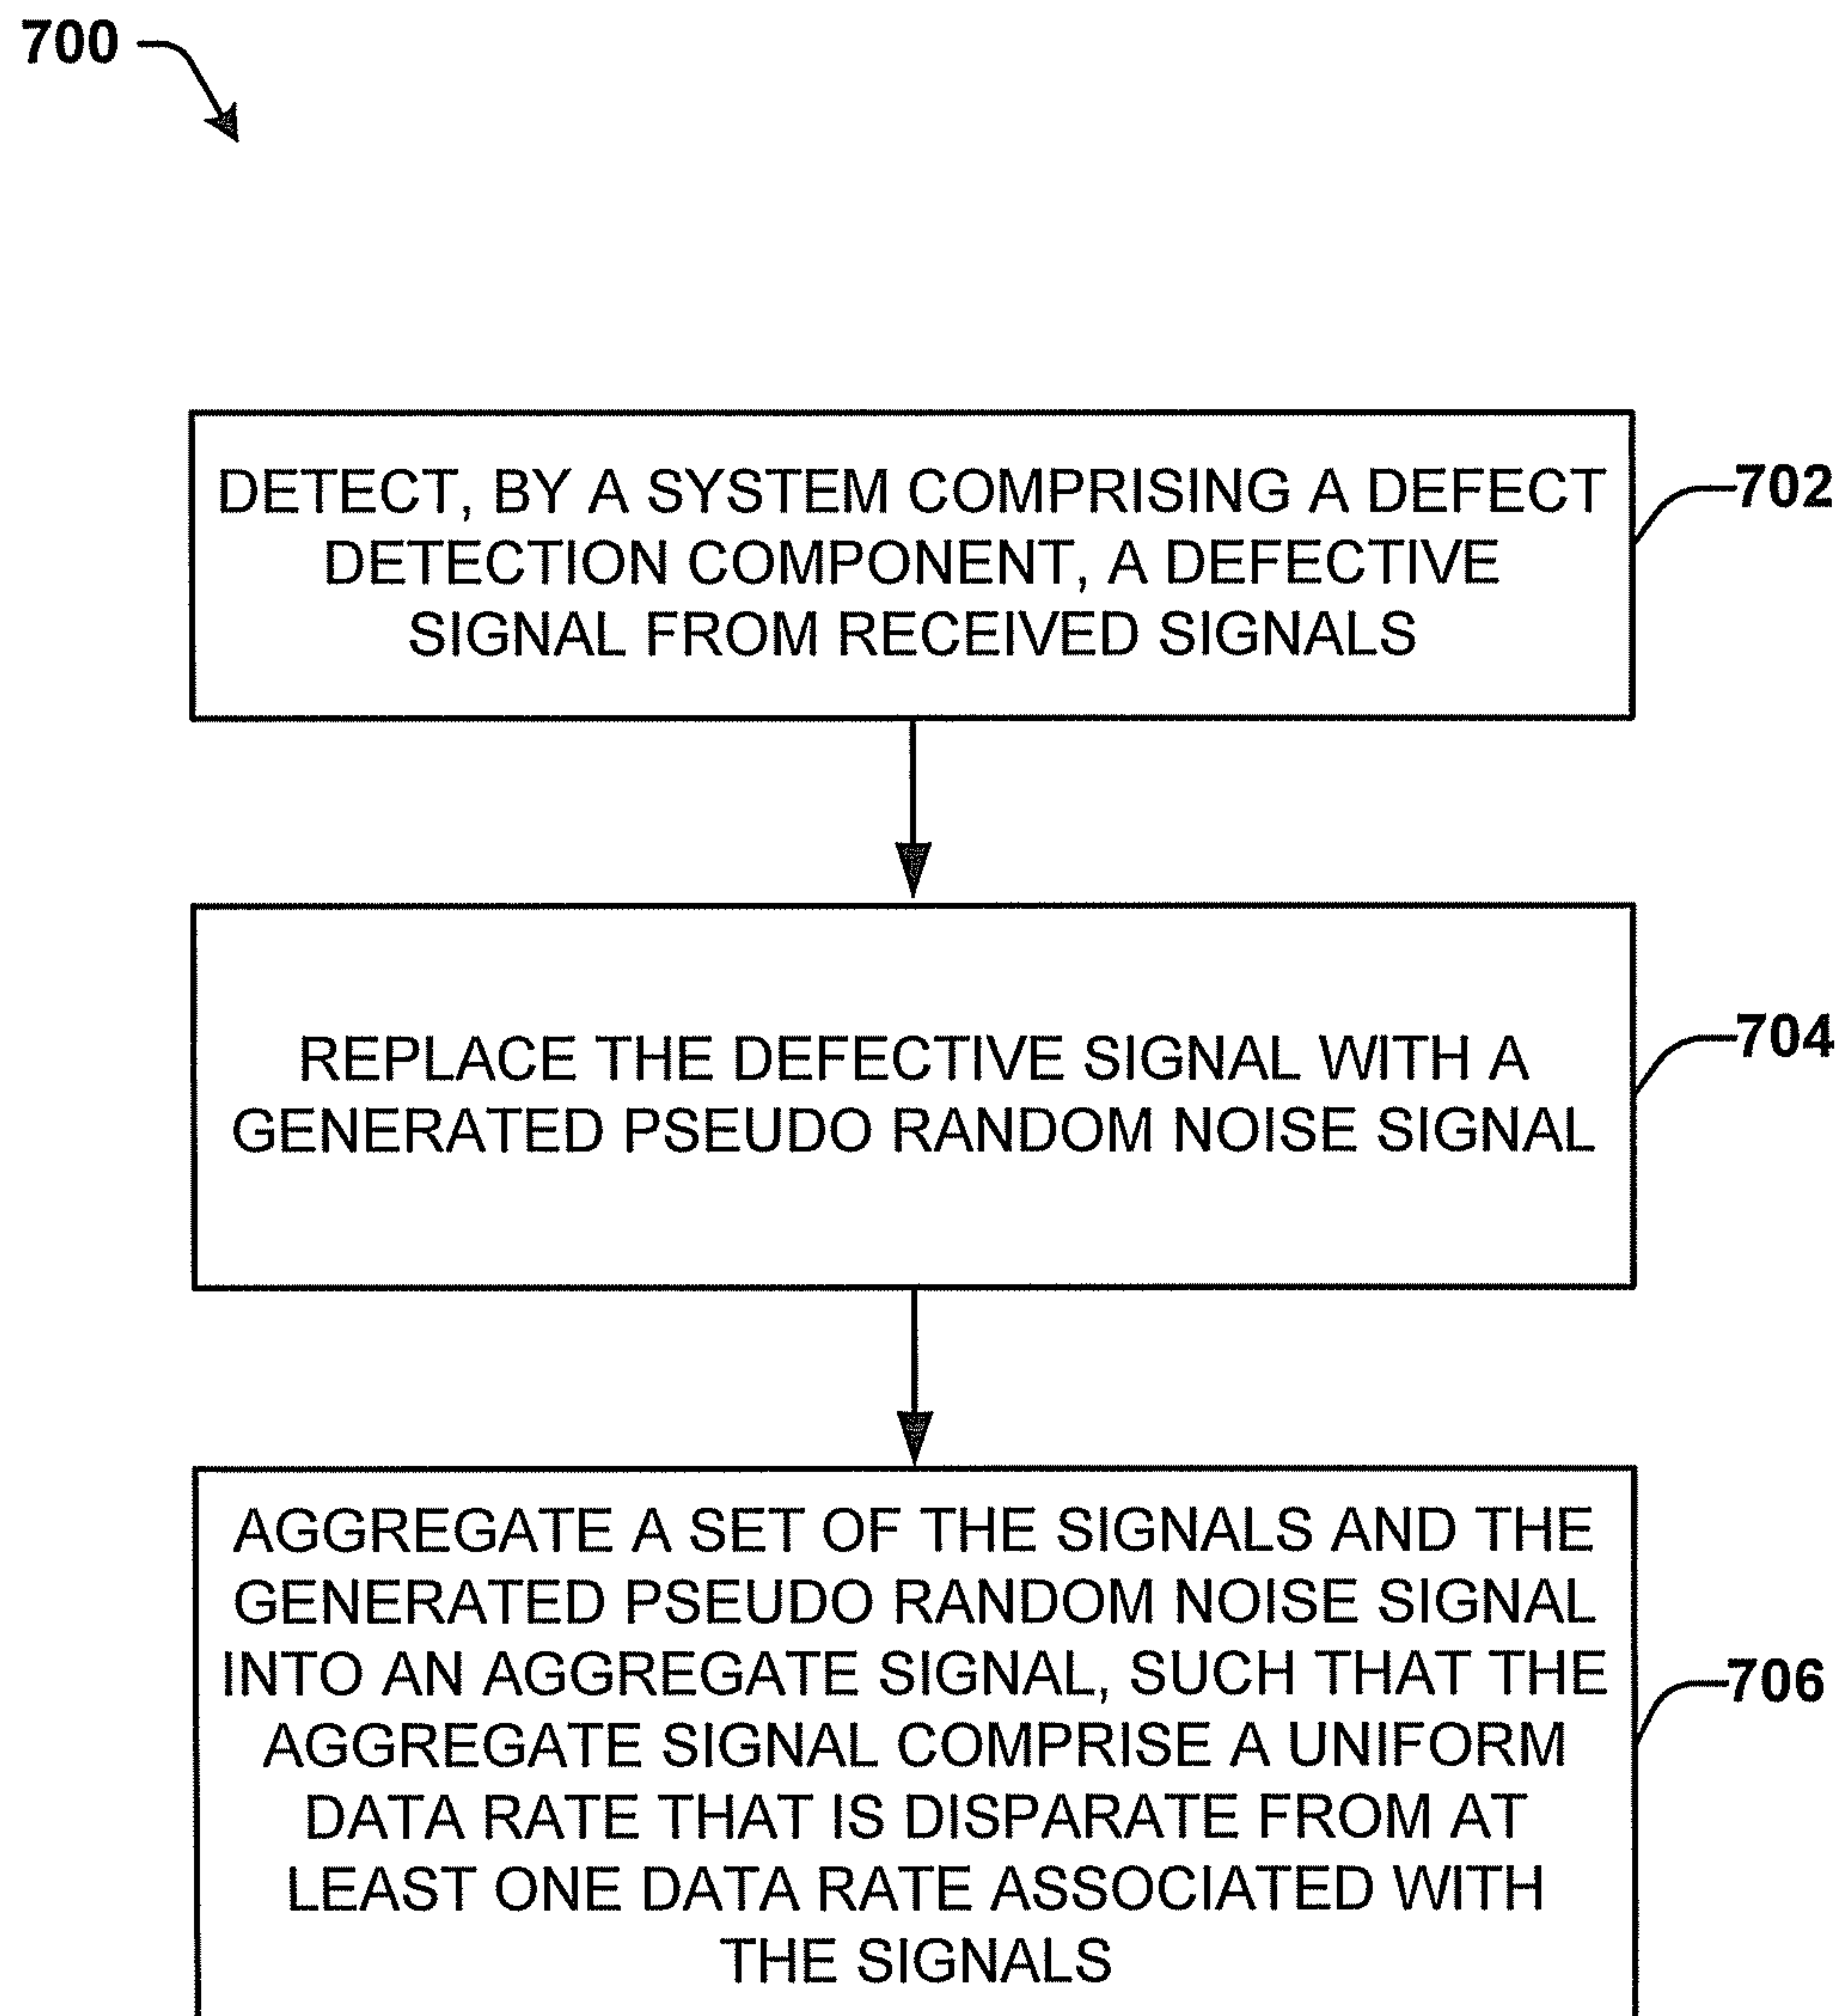 700
DETECT, BY A SYSTEM COMPRISING A DEFECT
DETECTION COMPONENT, A DEFECTIVE
SIGNAL FROM RECEIVED SIGNALS
702
REPLACE THE DEFECTIVE SIGNAL WITH A
GENERATED PSEUDO RANDOM NOISE SIGNAL
704
AGGREGATE A SET OF THE SIGNALS AND THE
GENERATED PSEUDO RANDOM NOISE SIGNAL
INTO AN AGGREGATE SIGNAL, SUCH THAT THE
AGGREGATE SIGNAL COMPRISE A UNIFORM
DATA RATE THAT IS DISPARATE FROM AT
LEAST ONE DATA RATE ASSOCIATED WITH
THE SIGNALS
706